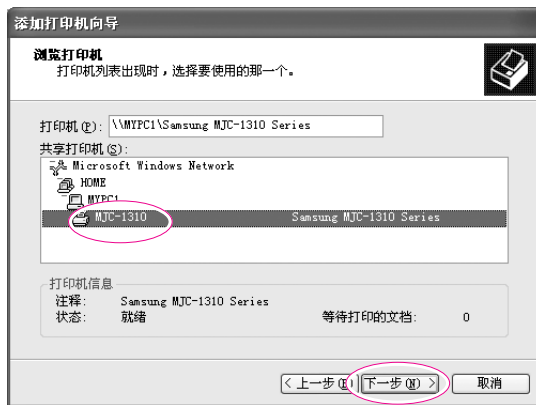 添加打印机向导
浏览打印机
打印机列表出现时，选择要使用的那一个。
打印机(P): \\MYPC1\Samsung MJC-1310 Series
共享打印机(S):
Microsoft Windows Network
HOME
MYPC1
MJC-1310 Samsung MJC-1310 Series
打印机信息
注释: Samsung MJC-1310 Series
状态: 就绪 等待打印的文档: 0
< 上一步(B) 下一步(N) > 取消